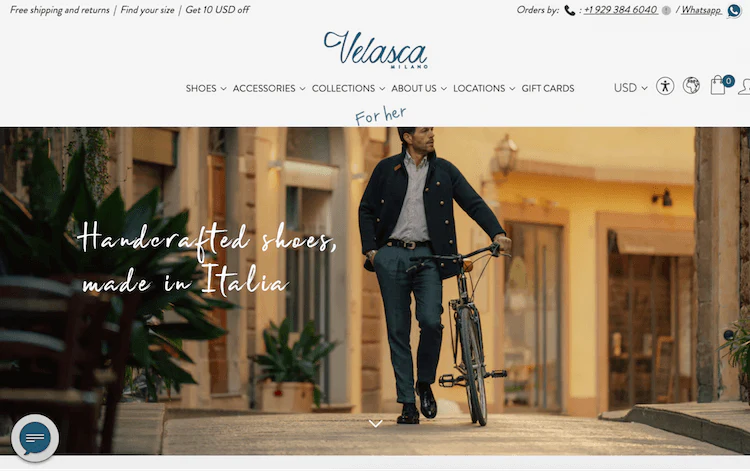 Free shipping and returns | Find your size | Get 10 USD off
Orders by: : +1 929 384 6040 / Whatsapp
Velasca
MILANO
SHOES ACCESSORIES COLLECTIONS ABOUT US LOCATIONS GIFT CARDS
USD
0
For her
Handcrafted shoes,
made in Italia